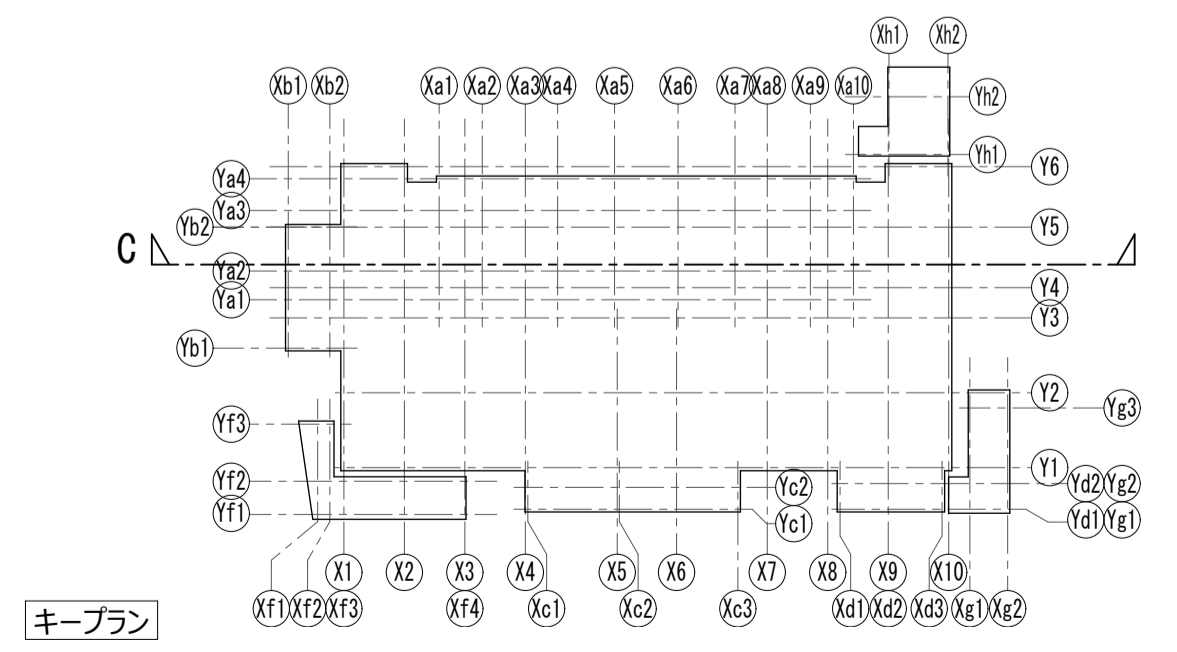 Xh1 Xh2
Xb1 Xb2 Xa1 Xa2 Xa3 Xa4 Xa5 Xa6 Xa7 Xa8 Xa9 Xa10
Yh2
Yh1
Y6
Ya4
Ya3
Yb2 Y5
C
Ya2
Y4
Ya1
Y3
Yb1
Y2
Yg3
Yf3
Y1
Yf2 Yc2 Yd2 Yg2
Yf1 Yc1 Yd1 Yg1
X1 X2 X3 X4 X5 X6 X7 X8 X9 X10
Xf1 Xf2 Xf3 Xf4 Xc1 Xc2 Xc3 Xd1 Xd2 Xd3 Xg1 Xg2
キープラン